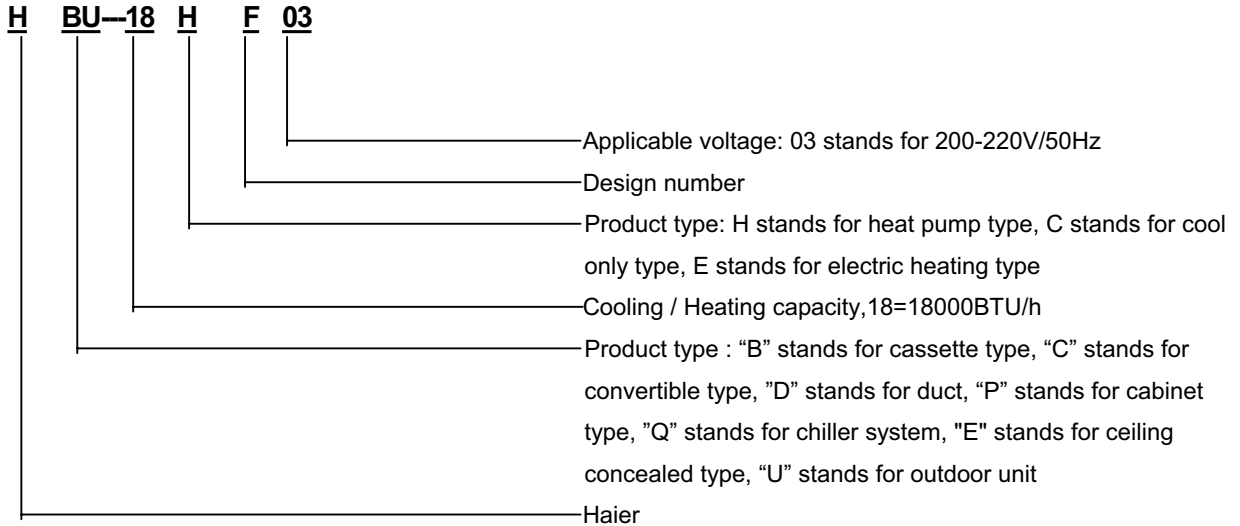 H BU---18 H F 03
Applicable voltage: 03 stands for 200-220V/50Hz
Design number
Product type: H stands for heat pump type, C stands for cool
only type, E stands for electric heating type
Cooling / Heating capacity,18=18000BTU/h
Product type : “B” stands for cassette type, “C” stands for
convertible type, ”D” stands for duct, “P” stands for cabinet
type, ”Q” stands for chiller system, "E" stands for ceiling
concealed type, “U” stands for outdoor unit
Haier